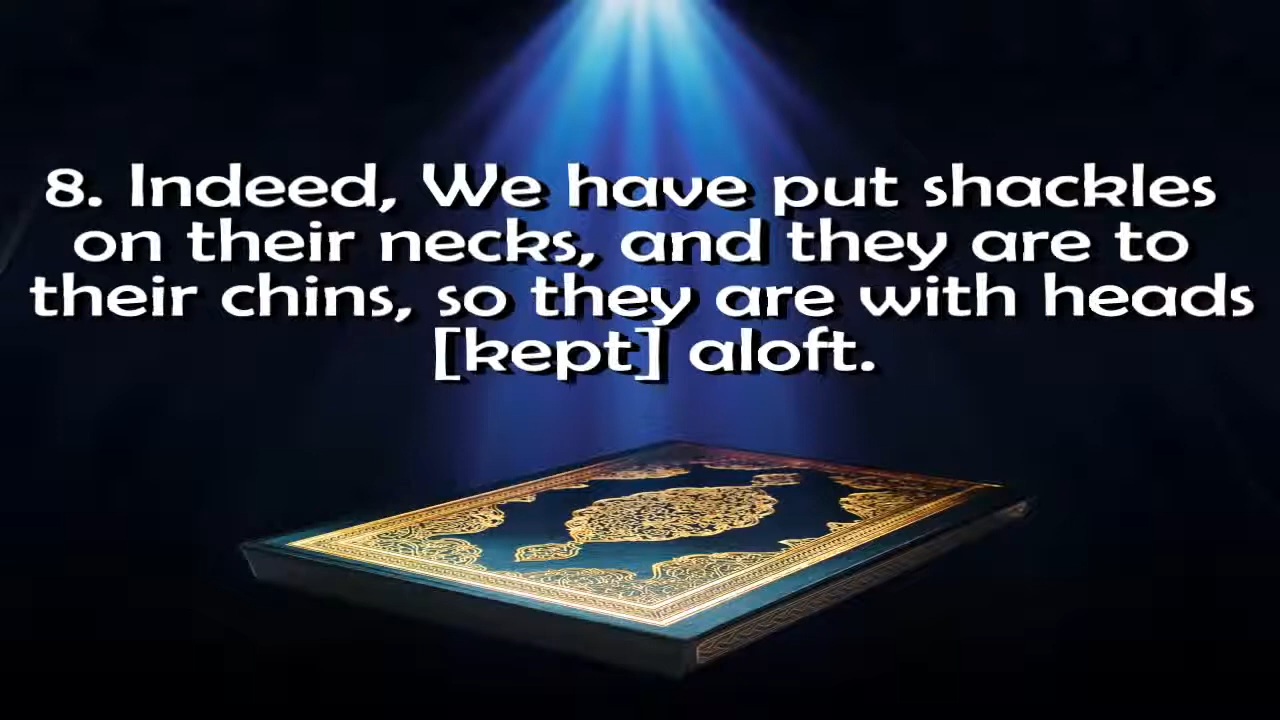 8. Indeed, We have put shackles
on their necks, and they are to
their chins, so they are with heads
[kept] aloft.